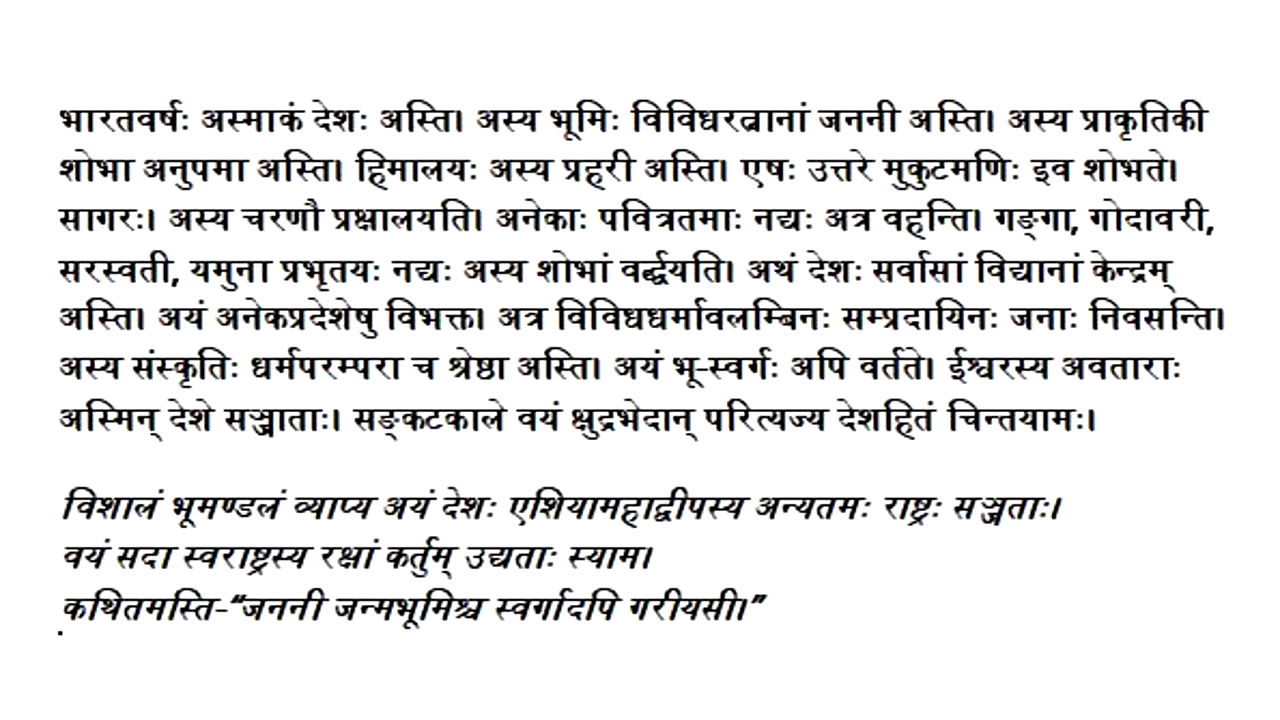 भारतवर्षः अस्माकं देशः अस्ति। अस्य भूमिः विविधरत्नानां जननी अस्ति। अस्य प्राकृतिकी
शोभा अनुपमा अस्ति। हिमालयः अस्य प्रहरी अस्ति। एषः उत्तरे मुकुटमणिः इव शोभते।
सागरः। अस्य चरणौ प्रक्षालयति। अनेकाः पवित्रतमाः नद्यः अत्र वहन्ति। गङ्गा, गोदावरी,
सरस्वती, यमुना प्रभृतयः नद्यः अस्य शोभां वर्द्धयति। अथं देशः सर्वासां विद्यानां केन्द्रम्
अस्ति। अयं अनेकप्रदेशेषु विभक्त। अत्र विविधधर्मावलम्बिनः सम्प्रदायिनः जनाः निवसन्ति।
अस्य संस्कृतिः धर्मपरम्परा च श्रेष्ठा अस्ति। अयं भू-स्वर्गः अपि वर्तते। ईश्वरस्य अवताराः
अस्मिन् देशे सञ्जाताः। सङ्कटकाले वयं क्षुद्रभेदान् परित्यज्य देशहितं चिन्तयामः।
विशालं भूमण्डलं व्याप्य अयं देशः एशियामहाद्वीपस्य अन्यतमः राष्ट्रः सञ्जताः।
वयं सदा स्वराष्ट्रस्य रक्षां कर्तुम् उद्यताः स्याम।
कथितमस्ति-“जननी जन्मभूमिश्च स्वर्गादपि गरीयसी।”